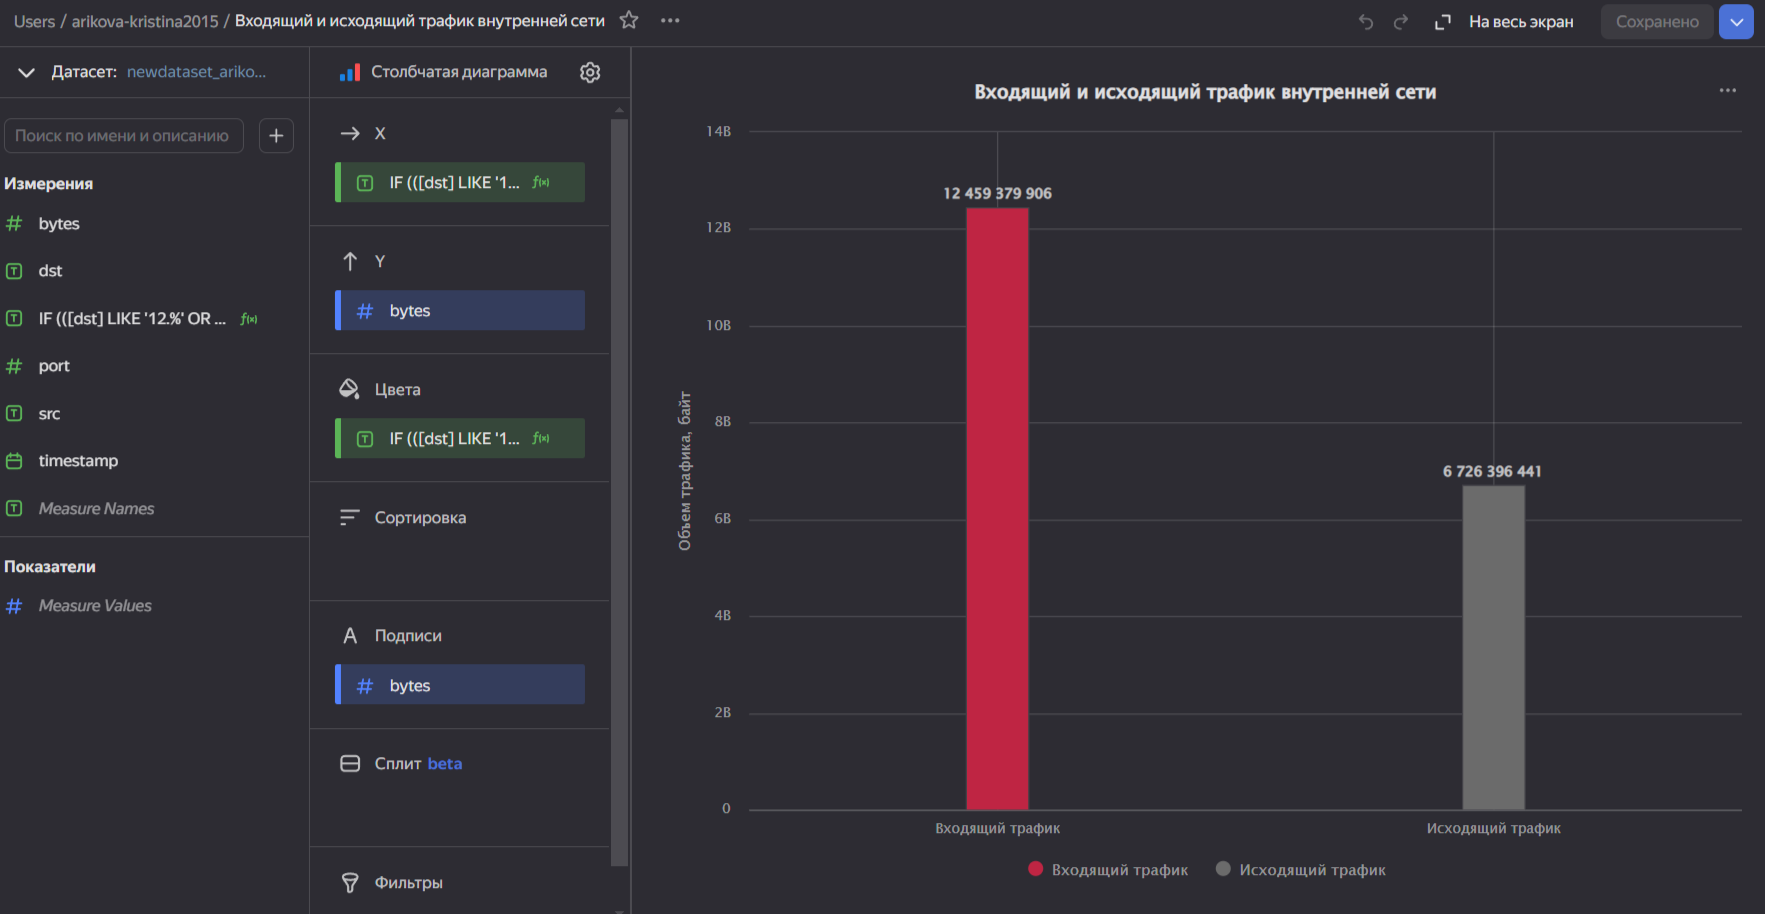 Users / arikova-kristina2015 / Входящий и исходящий трафик внутренней сети
На весь экран
Сохранено
Датасет: newdataset_ariko...
Поиск по имени и описанию
Измерения
bytes
dst
IF (([dst] LIKE '12.%' OR ...
port
src
timestamp
Measure Names
Показатели
Measure Values
Столбчатая диаграмма
X
IF (([dst] LIKE '1...
Y
bytes
Цвета
IF (([dst] LIKE '1...
Сортировка
Подписи
bytes
Сплит beta
Фильтры
Входящий и исходящий трафик внутренней сети
14B
12B
10B
8B
6B
4B
2B
0
Объем трафика, байт
12 459 379 906
6 726 396 441
Входящий трафик
Исходящий трафик
Входящий трафик
Исходящий трафик